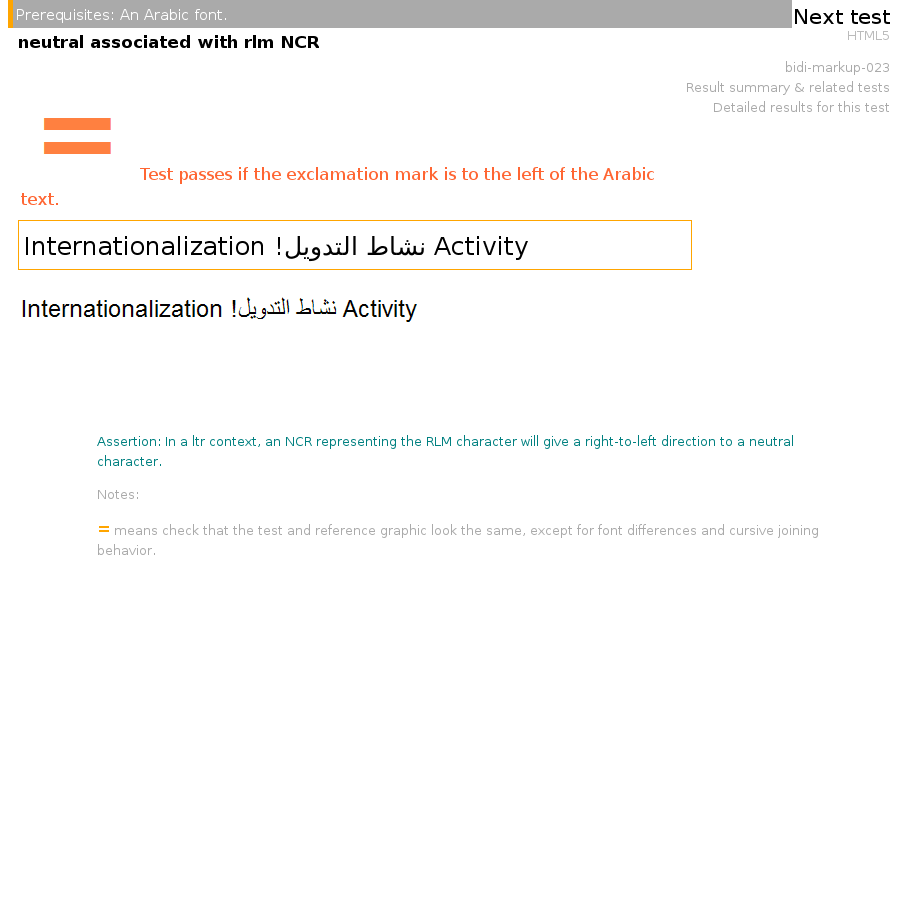 Prerequisites: An Arabic font.
Next test
neutral associated with rlm NCR
HTML5
bidi-markup-023
Result summary & related tests
Detailed results for this test
Test passes if the exclamation mark is to the left of the Arabic
text.
Internationalization نشاط التدويل!‏ Activity
Internationalization نشاط التدويل!‏ Activity
Assertion: In a ltr context, an NCR representing the RLM character will give a right-to-left direction to a neutral
character.
Notes:
= means check that the test and reference graphic look the same, except for font differences and cursive joining
behavior.